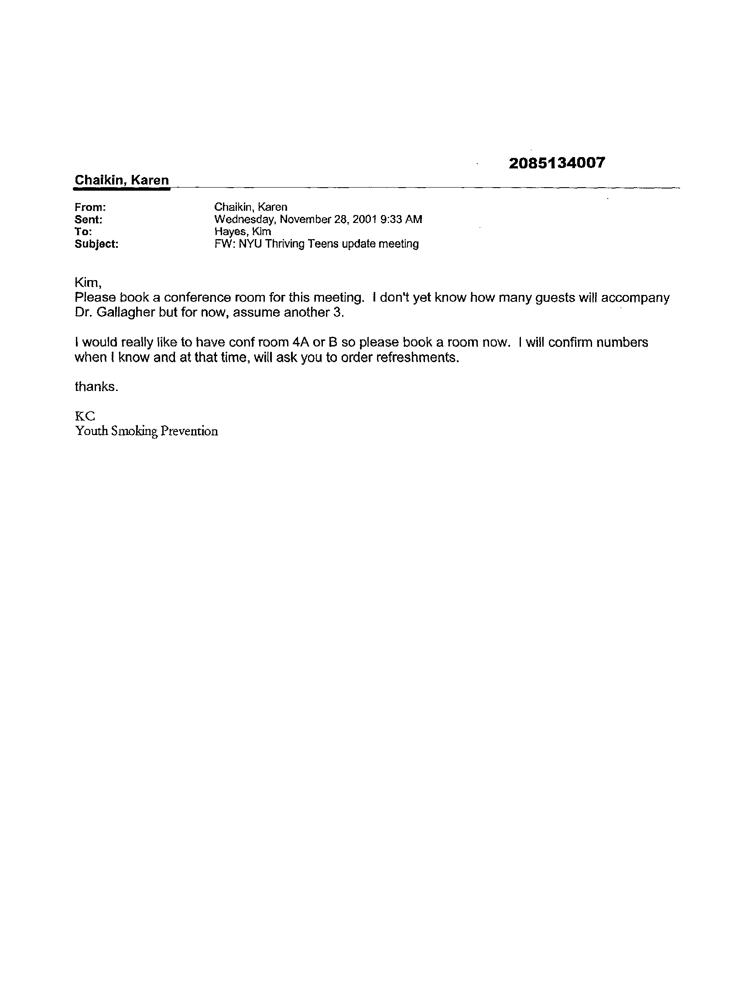 2085134007
Chaikin, Karen
From: Chaikin, Karen
Sent: Wednesday, November 28, 2001 9:33 AM
To: Hayes, Kim
Subject: FW: NYU Thriving Teens update meeting
Kim,
Please book a conference room for this meeting.  I don't yet know how many guests will accompany
Dr. Gallagher but for now, assume another 3.
I would really like to have conf room 4A or B so please book a room now.  I will confirm numbers
when I know and at that time, will ask you to order refreshments.
thanks.
KC
Youth Smoking Prevention